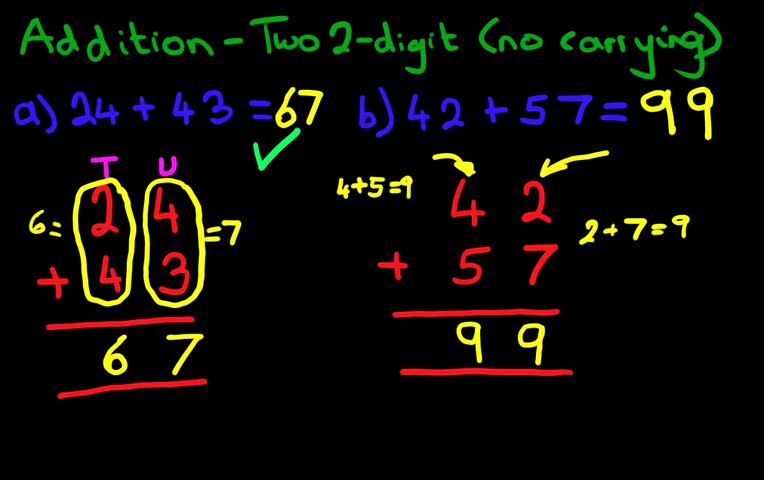 Addition - Two 2-digit (no carrying)
a) 24 + 43 = 67
T U
2 4
6=
=7
+ 4 3
6 7
b) 42 + 57 = 99
4+5=9
4 2
2+7=9
+ 5 7
9 9